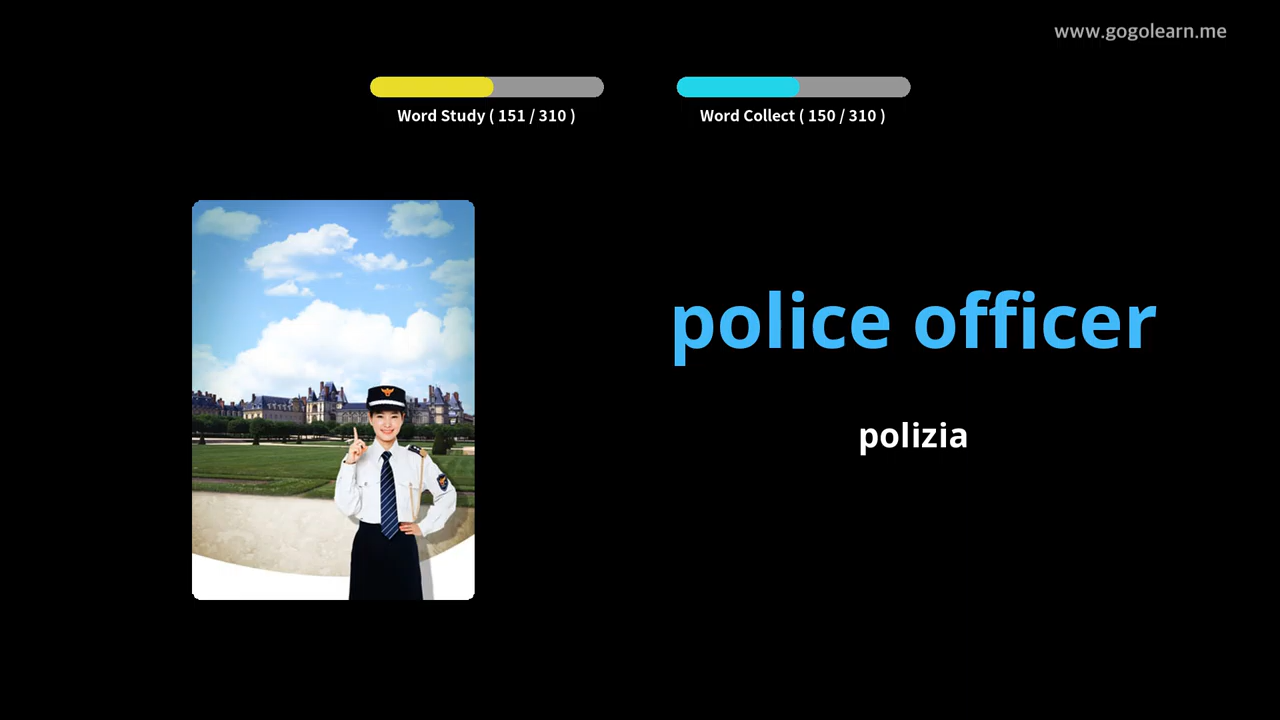 www.gogolearn.me
Word Study ( 151 / 310 )
Word Collect ( 150 / 310 )
police officer
polizia